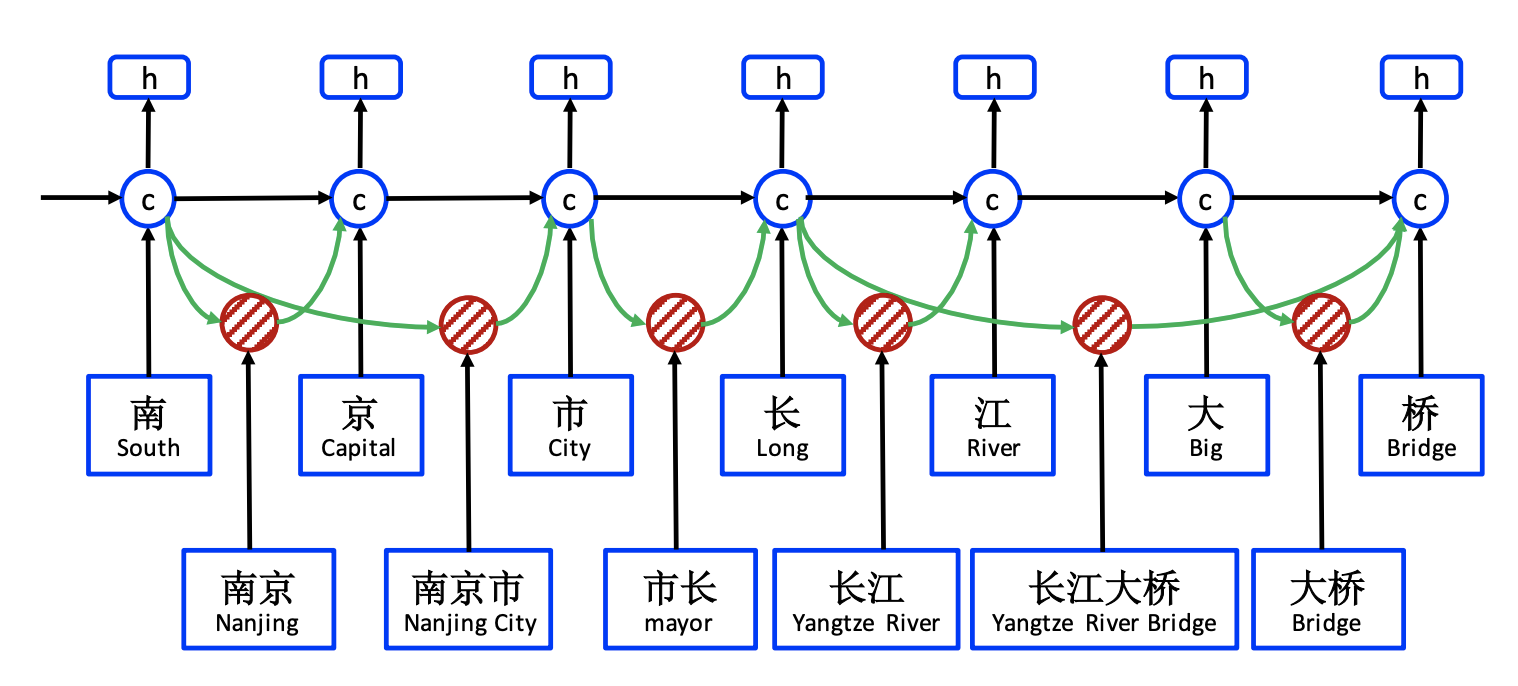 h h h h h h h
c c c c c c c
南 京 市 长 江 大 桥
South Capital City Long River Big Bridge
南京 南京市 市长 长江 长江大桥 大桥
Nanjing Nanjing City mayor Yangtze River Yangtze River Bridge Bridge